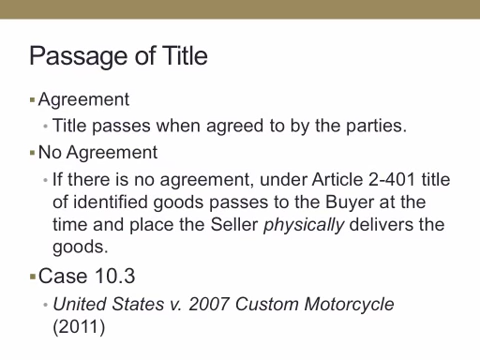 Passage of Title
▪Agreement
• Title passes when agreed to by the parties.
▪No Agreement
• If there is no agreement, under Article 2-401 title
of identified goods passes to the Buyer at the
time and place the Seller physically delivers the
goods.
▪Case 10.3
• United States v. 2007 Custom Motorcycle
(2011)